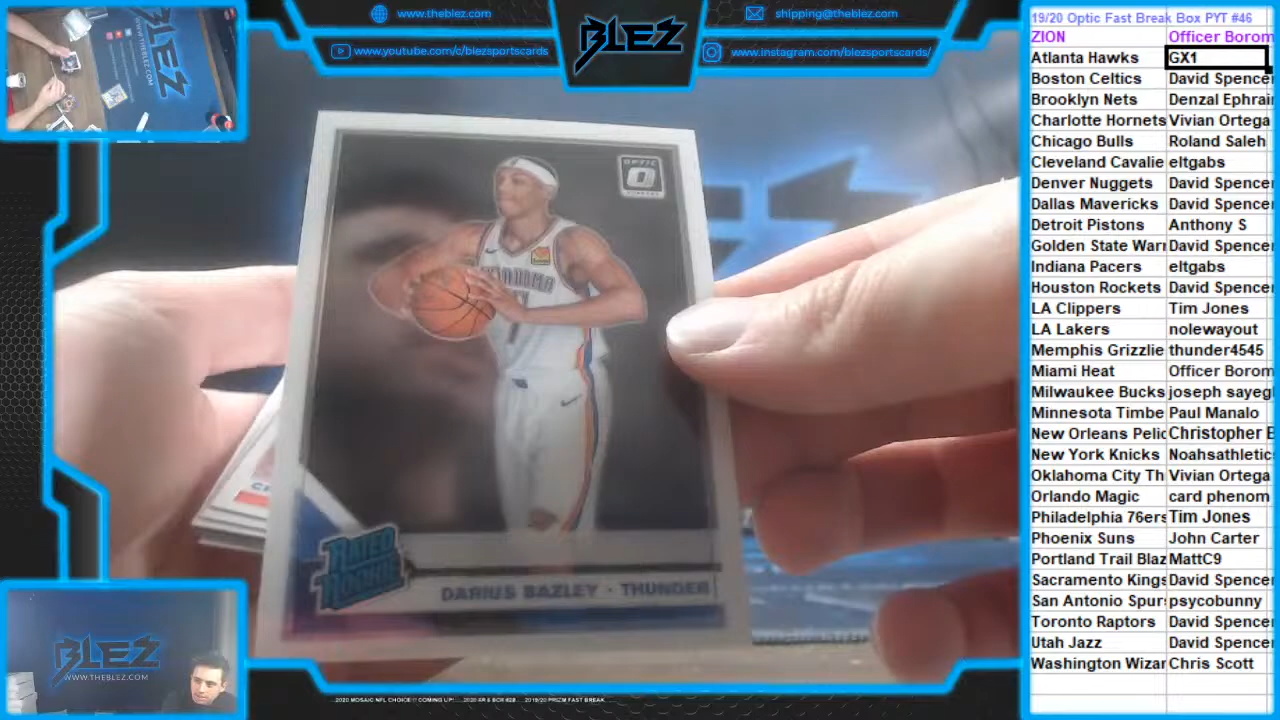 www.theblez.com
shipping@theblez.com
www.youtube.com/c/blezsportscards
www.instagram.com/blezsportscards/
BLEZ
19/20 Optic Fast Break Box PYT #46
ZION Officer Borom
Atlanta Hawks GX1
Boston Celtics David Spencer
Brooklyn Nets Denzal Ephrai
Charlotte Hornets Vivian Ortega
Chicago Bulls Roland Saleh
Cleveland Cavalie eltgabs
Denver Nuggets David Spencer
Dallas Mavericks David Spencer
Detroit Pistons Anthony S
Golden State Warr David Spencer
Indiana Pacers eltgabs
Houston Rockets David Spencer
LA Clippers Tim Jones
LA Lakers nolewayout
Memphis Grizzlie thunder4545
Miami Heat Officer Borom
Milwaukee Bucks joseph sayegl
Minnesota Timbe Paul Manalo
New Orleans Pelic Christopher E
New York Knicks Noahsathletic
Oklahoma City Th Vivian Ortega
Orlando Magic card phenom
Philadelphia 76ers Tim Jones
Phoenix Suns John Carter
Portland Trail Blaz MattC9
Sacramento Kings David Spencer
San Antonio Spur psycobunny
Toronto Raptors David Spencer
Utah Jazz David Spencer
Washington Wizar Chris Scott
OPTIC
RATED
ROOKIE
DARIUS BAZLEY · THUNDER
BLEZ
WWW.THEBLEZ.COM
BLEZ
WWW.THEBLEZ.COM